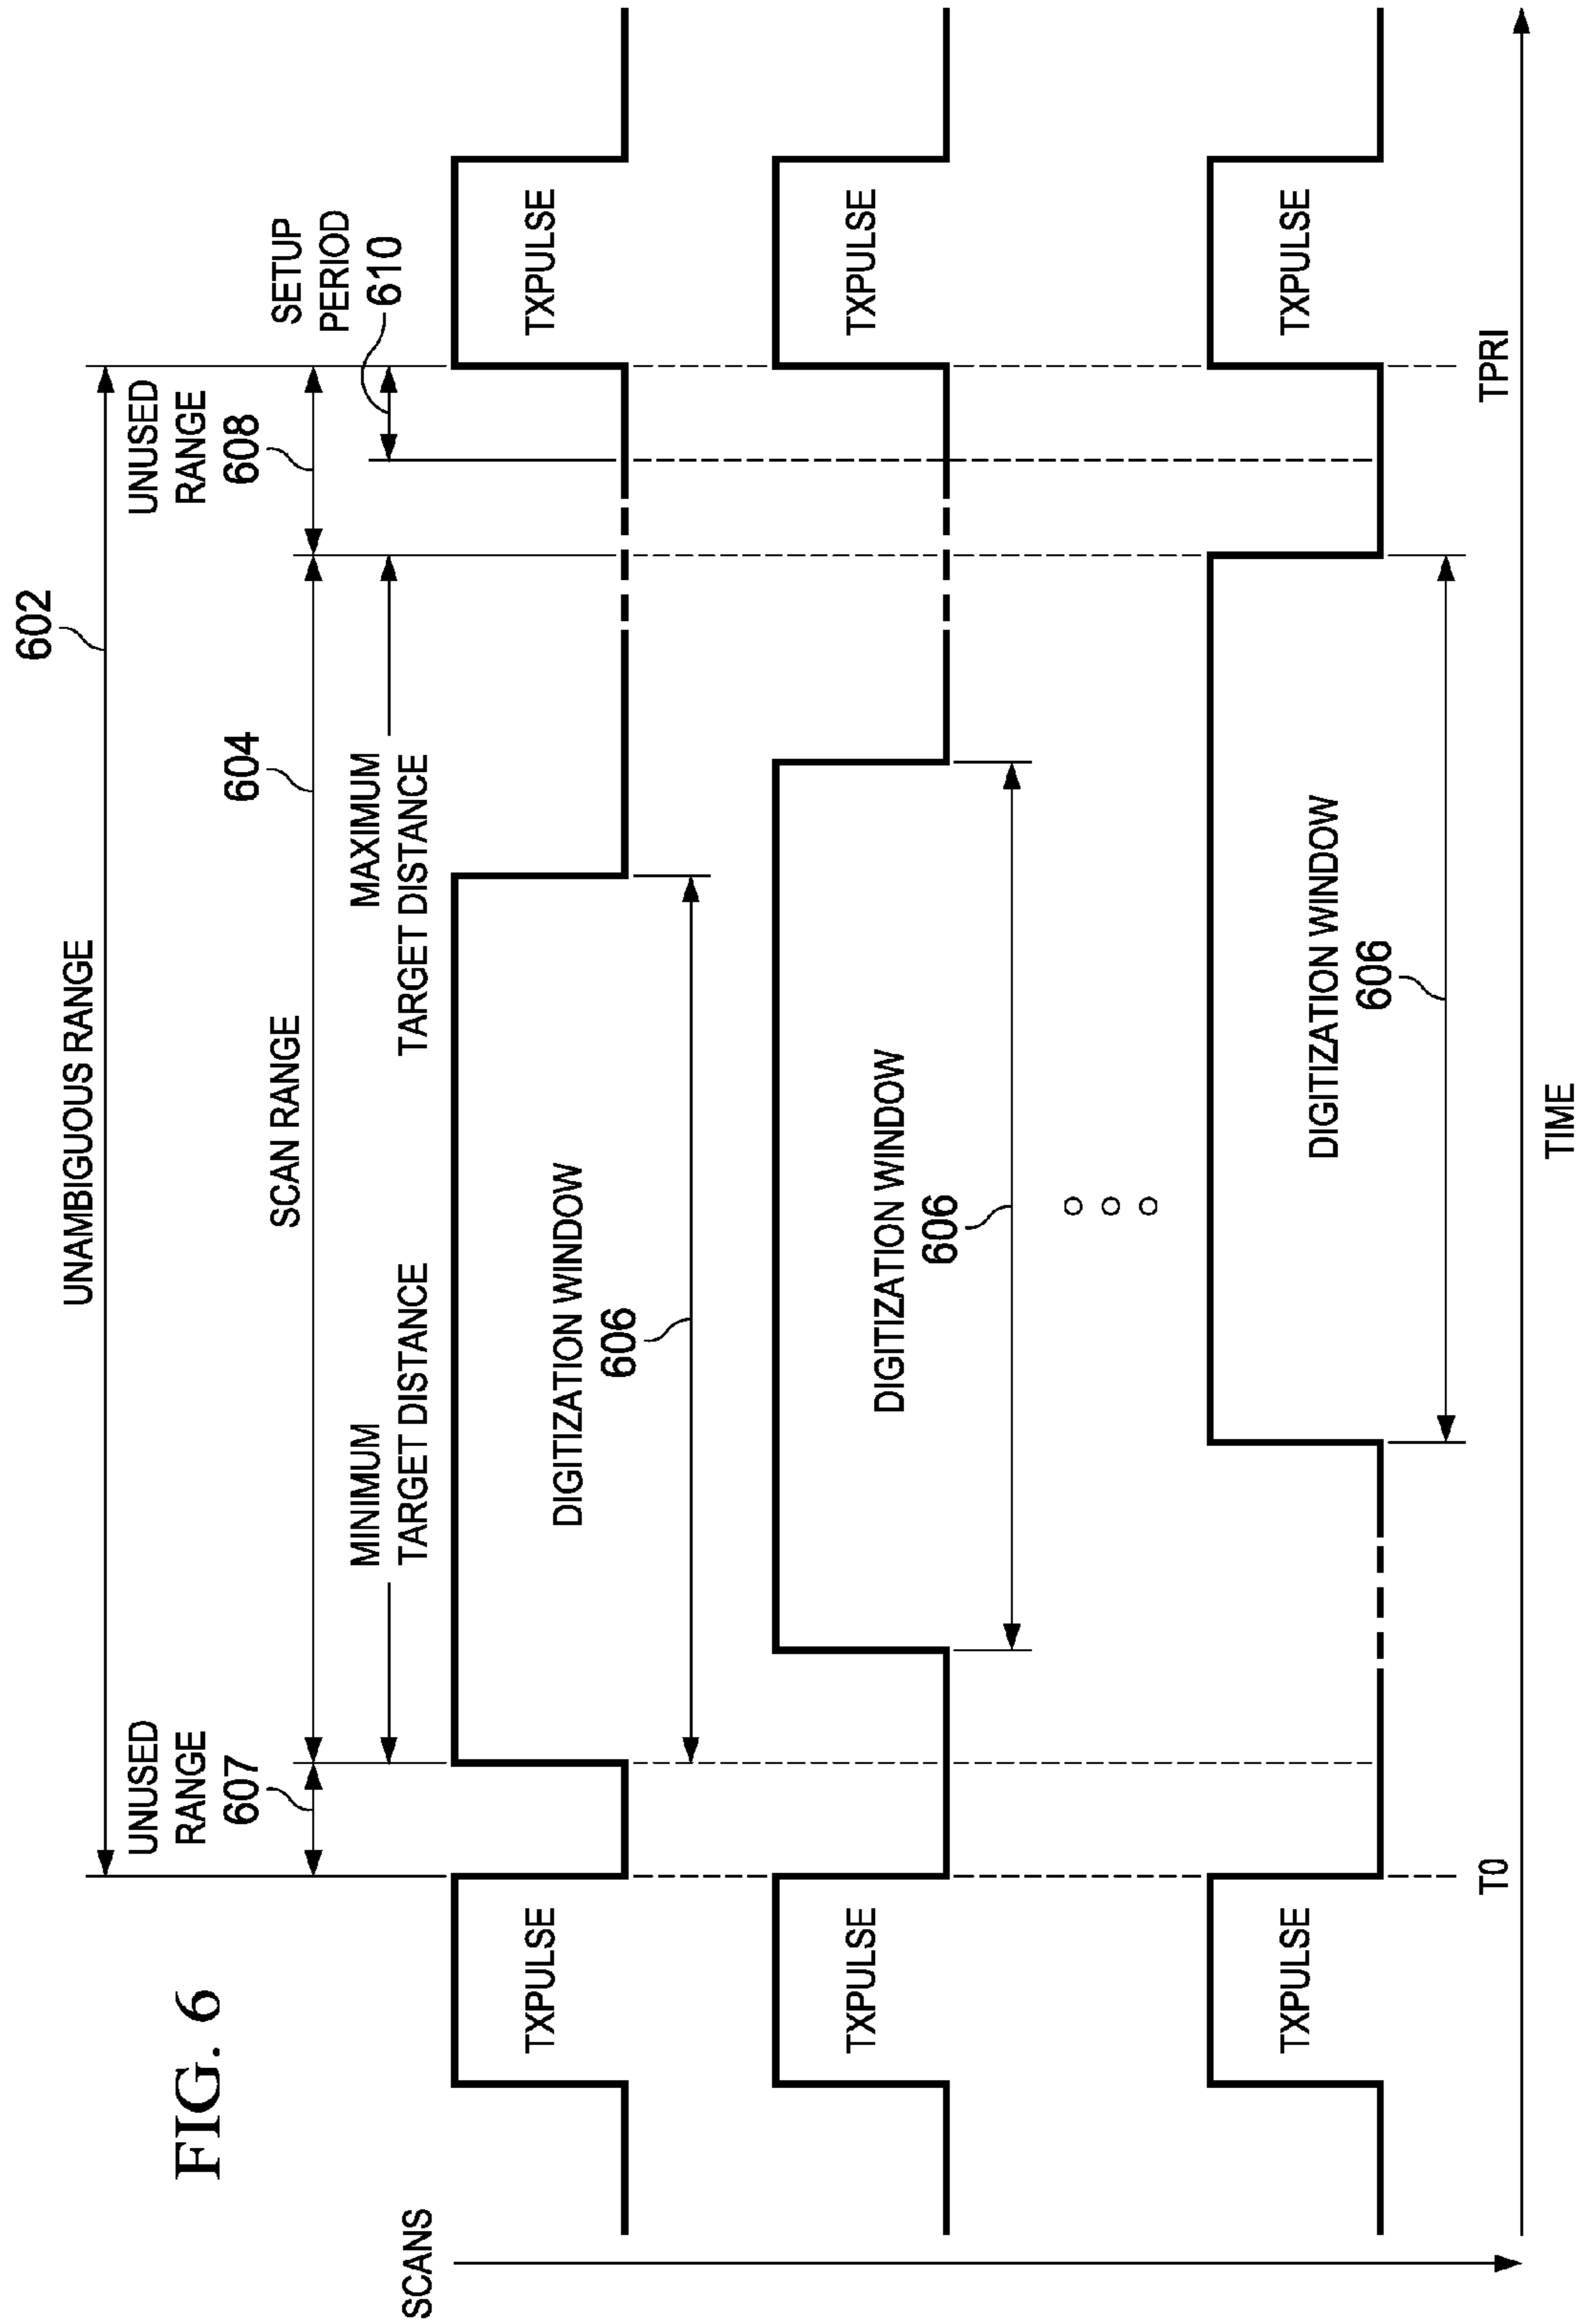 FIG. 6
602
UNAMBIGUOUS RANGE
UNUSED
RANGE
607
604
SCAN RANGE
UNUSED
RANGE
608
SETUP
PERIOD
610
MINIMUM
TARGET DISTANCE
MAXIMUM
TARGET DISTANCE
SCANS
TXPULSE
DIGITIZATION WINDOW
606
TXPULSE
TXPULSE
DIGITIZATION WINDOW
606
TXPULSE
TXPULSE
DIGITIZATION WINDOW
606
TXPULSE
T0
TPRI
TIME